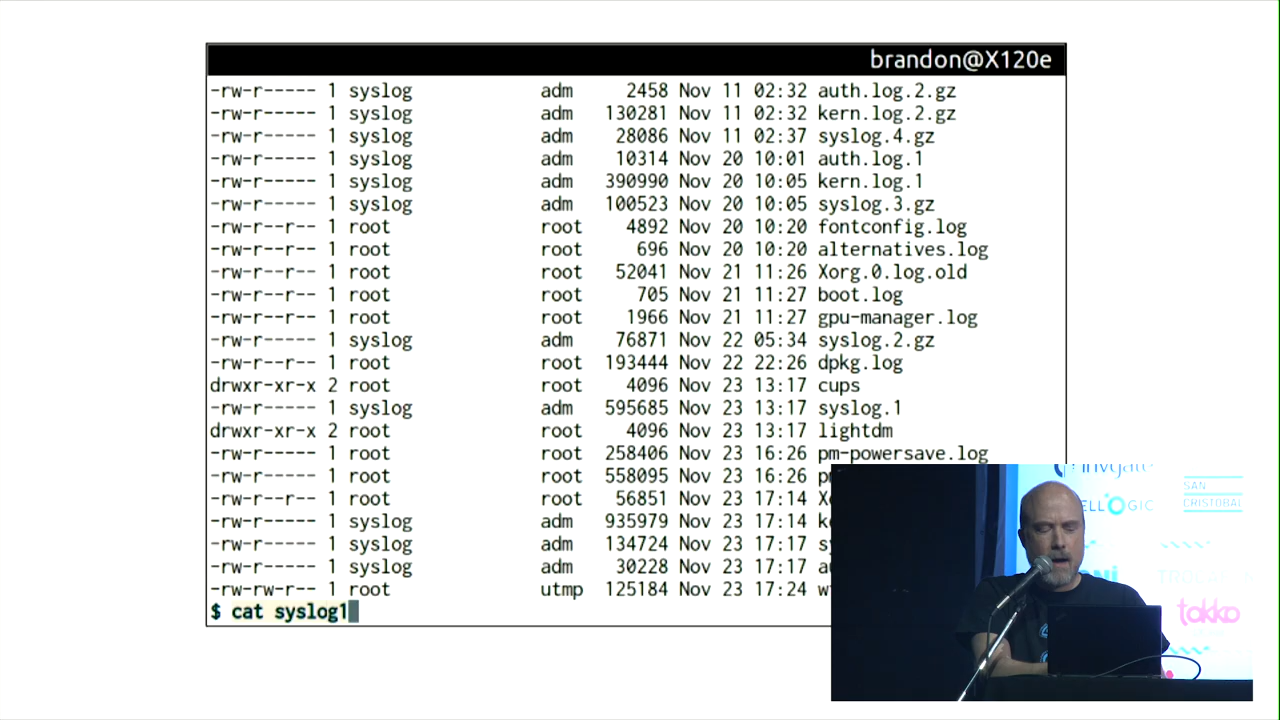 brandon@X120e
-rw-r----- 1 syslog adm 2458 Nov 11 02:32 auth.log.2.gz
-rw-r----- 1 syslog adm 130281 Nov 11 02:32 kern.log.2.gz
-rw-r----- 1 syslog adm 28086 Nov 11 02:37 syslog.4.gz
-rw-r----- 1 syslog adm 10314 Nov 20 10:01 auth.log.1
-rw-r----- 1 syslog adm 390990 Nov 20 10:05 kern.log.1
-rw-r----- 1 syslog adm 100523 Nov 20 10:05 syslog.3.gz
-rw-r--r-- 1 root root 4892 Nov 20 10:20 fontconfig.log
-rw-r--r-- 1 root root 696 Nov 20 10:20 alternatives.log
-rw-r--r-- 1 root root 52041 Nov 21 11:26 Xorg.0.log.old
-rw-r--r-- 1 root root 705 Nov 21 11:27 boot.log
-rw-r--r-- 1 root root 1966 Nov 21 11:27 gpu-manager.log
-rw-r----- 1 syslog adm 76871 Nov 22 05:34 syslog.2.gz
-rw-r--r-- 1 root root 193444 Nov 22 22:26 dpkg.log
drwxr-xr-x 2 root root 4096 Nov 23 13:17 cups
-rw-r----- 1 syslog adm 595685 Nov 23 13:17 syslog.1
drwxr-xr-x 2 root root 4096 Nov 23 13:17 lightdm
-rw-r----- 1 root root 258406 Nov 23 16:26 pm-powersave.log
-rw-r----- 1 root root 558095 Nov 23 16:26
-rw-r--r-- 1 root root 56851 Nov 23 17:14
-rw-r----- 1 syslog adm 935979 Nov 23 17:14
-rw-r----- 1 syslog adm 134724 Nov 23 17:17
-rw-r----- 1 syslog adm 30228 Nov 23 17:17
-rw-rw-r-- 1 root utmp 125184 Nov 23 17:24
$ cat syslog1
SAN
CRISTOBAL
takko